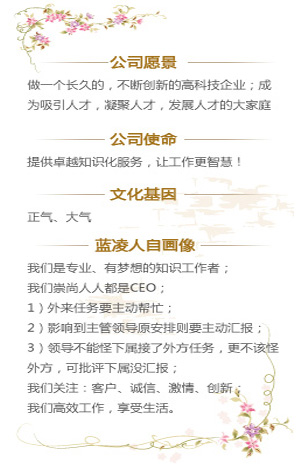 公司愿景
做一个长久的，不断创新的高科技企业；成
为吸引人才，凝聚人才，发展人才的大家庭
公司使命
提供卓越知识化服务，让工作更智慧！
文化基因
正气、大气
蓝凌人自画像
我们是专业、有梦想的知识工作者；
我们崇尚人人都是CEO；
1）外来任务要主动帮忙；
2）影响到主管领导原安排则要主动汇报；
3）领导不能怪下属接了外方任务，更不该怪
外方，可批评下属没汇报；
我们关注：客户、诚信、激情、创新；
我们高效工作，享受生活。